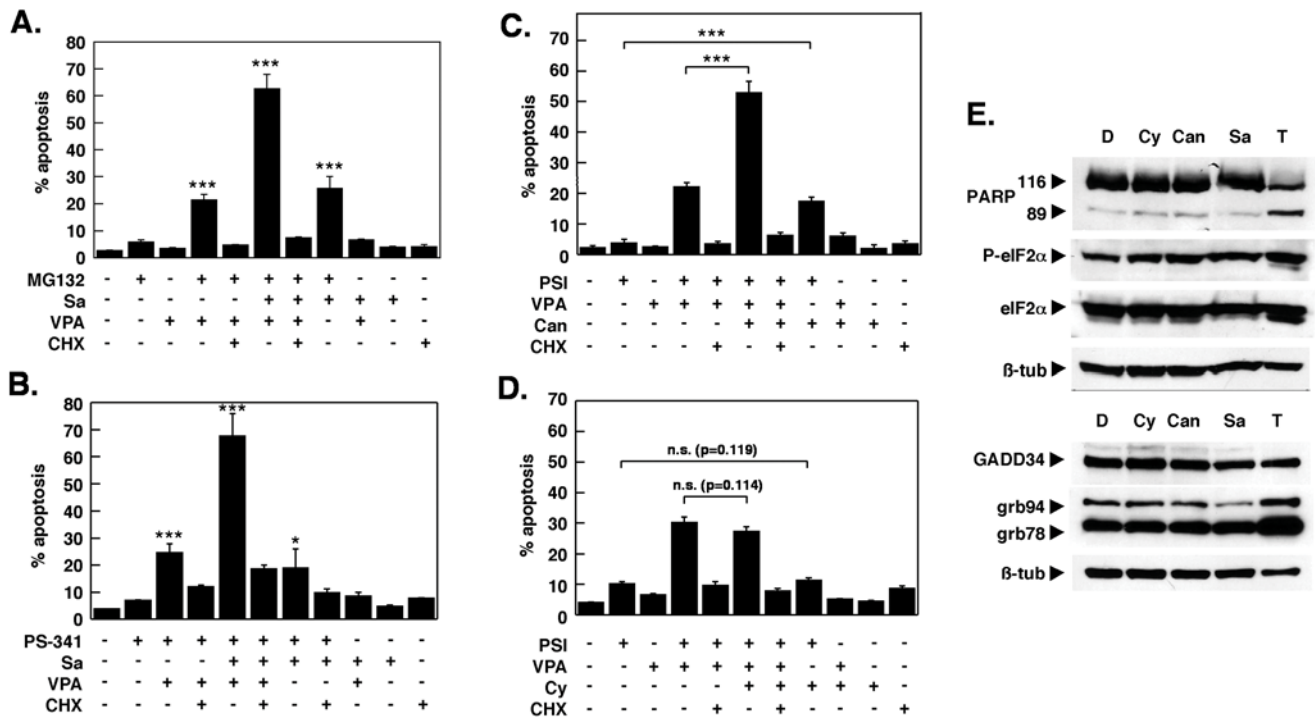 A.
80
70
60
50
40
30
20
10
0
% apoptosis
***
***
***
MG132 - + - + + + + + - - -
Sa - - - - - + + + + + -
VPA - - + + + + + - + - -
CHX - - - - + - + - - - +
B.
80
70
60
50
40
30
20
10
0
% apoptosis
***
***
*
PS-341 - + + + + + + + - - -
Sa - - - - + + + + + + -
VPA - - + + + + - - + - -
CHX - - - + - + - + - - +
C.
70
60
50
40
30
20
10
0
% apoptosis
***
***
PSI - + - + + + + + - - -
VPA - - + + + + + - + - -
Can - - - - - + + + + + -
CHX - - - - + - + - - - +
D.
70
60
50
40
30
20
10
0
% apoptosis
n.s. (p=0.119)
n.s. (p=0.114)
PSI - + - + + + + + - - -
VPA - - + + + + + - + - -
Cy - - - - - + + + + + -
CHX - - - - + - + - - - +
E.
D Cy Can Sa T
116
PARP
89
P-eIF2α
eIF2α
ß-tub
D Cy Can Sa T
GADD34
grb94
grb78
ß-tub